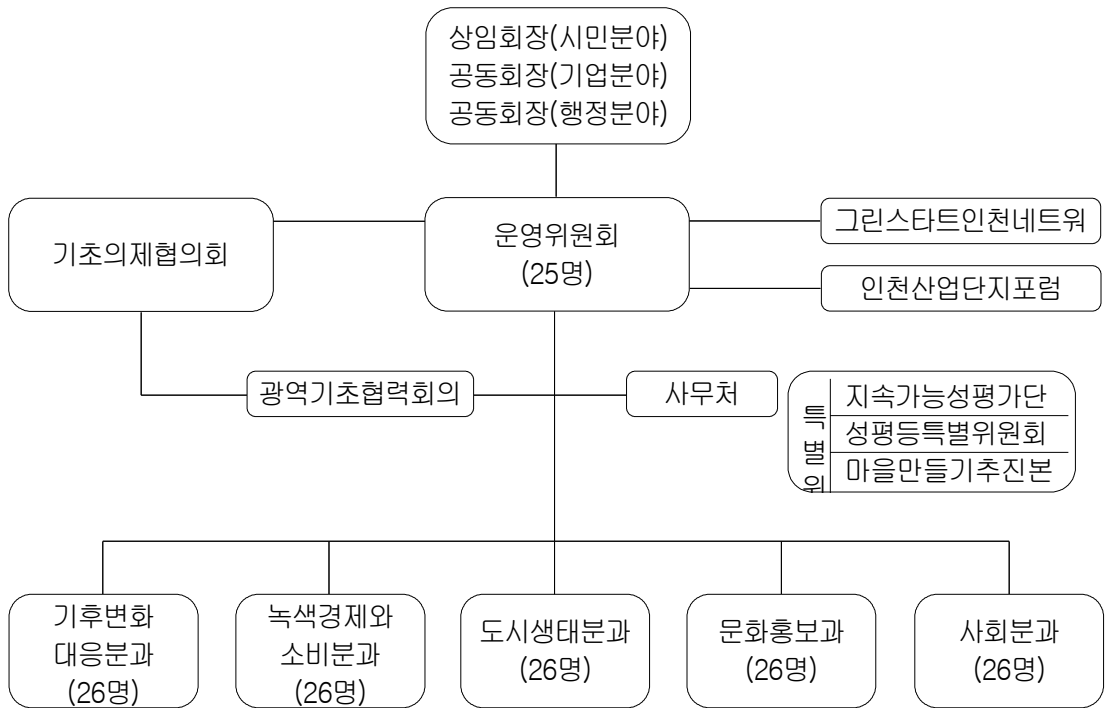 상임회장(시민분야)
공동회장(기업분야)
공동회장(행정분야)
기초의제협의회
운영위원회
(25명)
그린스타트인천네트워
인천산업단지포럼
광역기초협력회의
사무처
특별위
지속가능성평가단
성평등특별위원회
마을만들기추진본
기후변화
대응분과
(26명)
녹색경제와
소비분과
(26명)
도시생태분과
(26명)
문화홍보과
(26명)
사회분과
(26명)